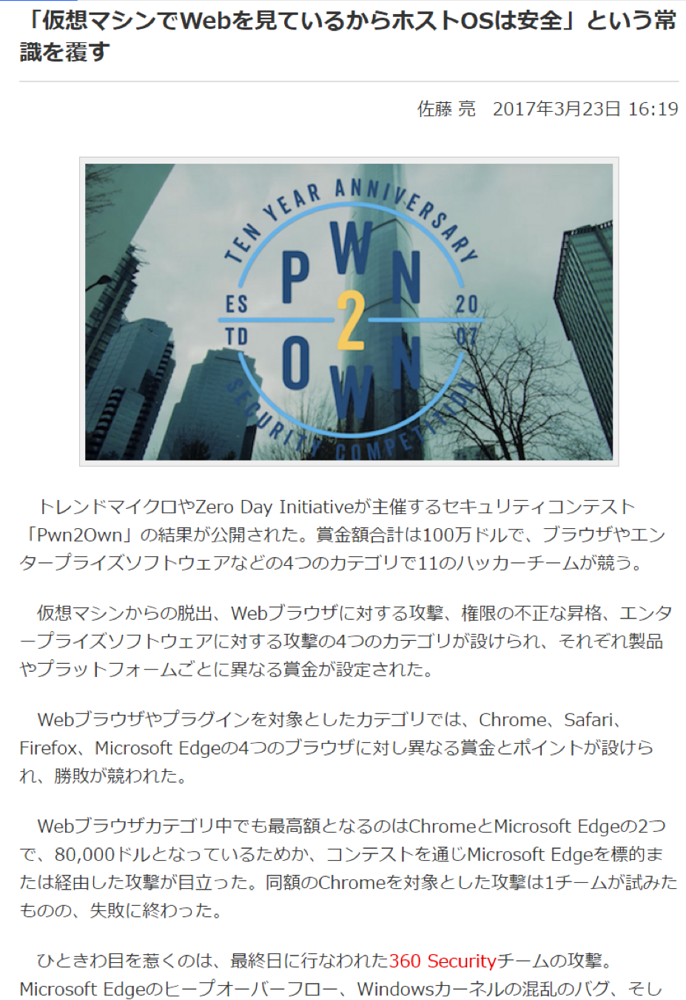 「仮想マシンでWebを見ているからホストOSは安全」という常
識を覆す
佐藤 亮　2017年3月23日 16:19
TEN YEAR ANNIVERSARY
PWN
ES 20
2
TD 07
OWN
SECURITY COMPETITION
トレンドマイクロやZero Day Initiativeが主催するセキュリティコンテスト
「Pwn2Own」の結果が公開された。賞金額合計は100万ドルで、ブラウザやエン
タープライズソフトウェアなどの4つのカテゴリで11のハッカーチームが競う。
仮想マシンからの脱出、Webブラウザに対する攻撃、権限の不正な昇格、エンタ
ープライズソフトウェアに対する攻撃の4つのカテゴリが設けられ、それぞれ製品
やプラットフォームごとに異なる賞金が設定された。
Webブラウザやプラグインを対象としたカテゴリでは、Chrome、Safari、
Firefox、Microsoft Edgeの4つのブラウザに対し異なる賞金とポイントが設けら
れ、勝敗が競われた。
Webブラウザカテゴリ中でも最高額となるのはChromeとMicrosoft Edgeの2つ
で、80,000ドルとなっているためか、コンテストを通じMicrosoft Edgeを標的ま
たは経由した攻撃が目立った。同額のChromeを対象とした攻撃は1チームが試みた
ものの、失敗に終わった。
ひときわ目を惹くのは、最終日に行なわれた360 Securityチームの攻撃。
Microsoft Edgeのヒープオーバーフロー、Windowsカーネルの混乱のバグ、そし